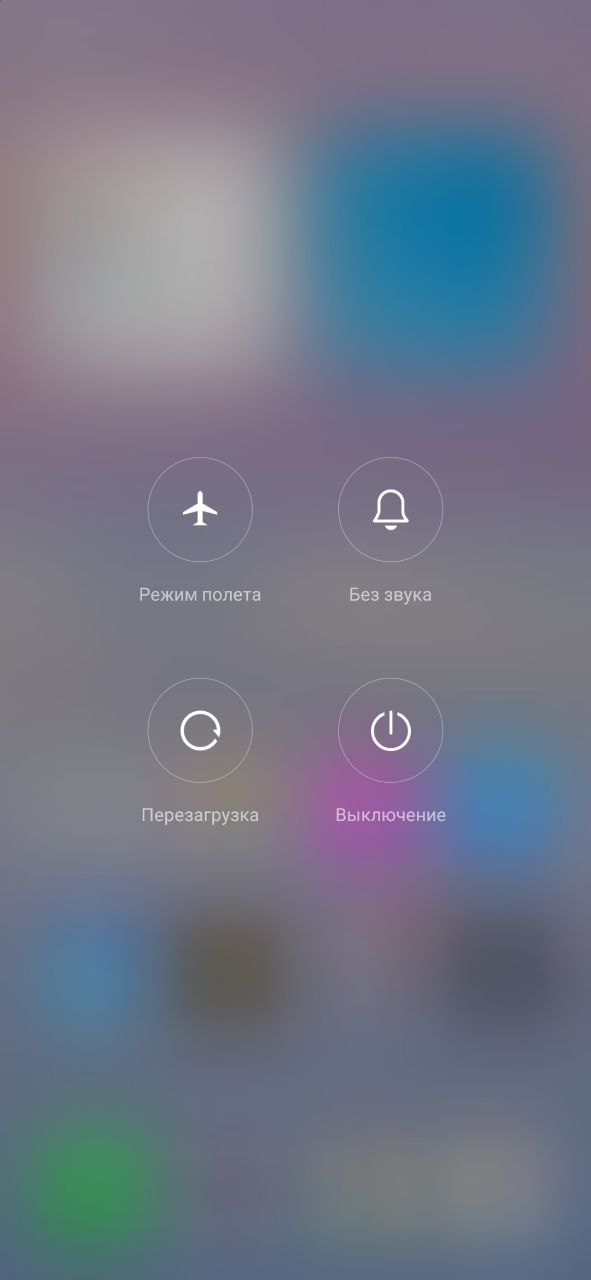 Режим полета
Без звука
Перезагрузка
Выключение